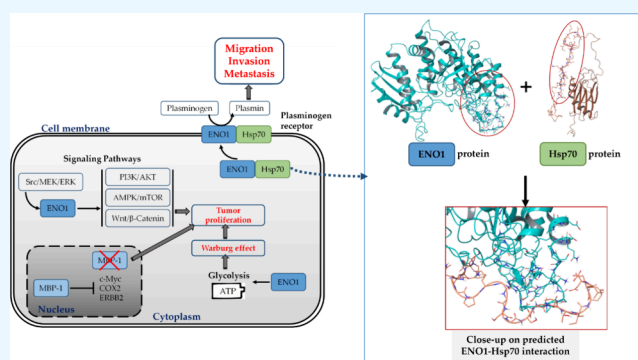 Migration
Invasion
Metastasis
Plasminogen
Plasmin
Plasminogen
receptor
Cell membrane
ENO1
Hsp70
Signaling Pathways
ENO1
Hsp70
Src/MEK/ERK
PI3K/AKT
AMPK/mTOR
Wnt/β-Catenin
ENO1
Tumor
proliferation
Warburg effect
MBP-1
MBP-1
c-Myc
COX2
ERBB2
Nucleus
Glycolysis
ATP
ENO1
Cytoplasm
+
ENO1 protein
Hsp70 protein
Close-up on predicted
ENO1-Hsp70 interaction